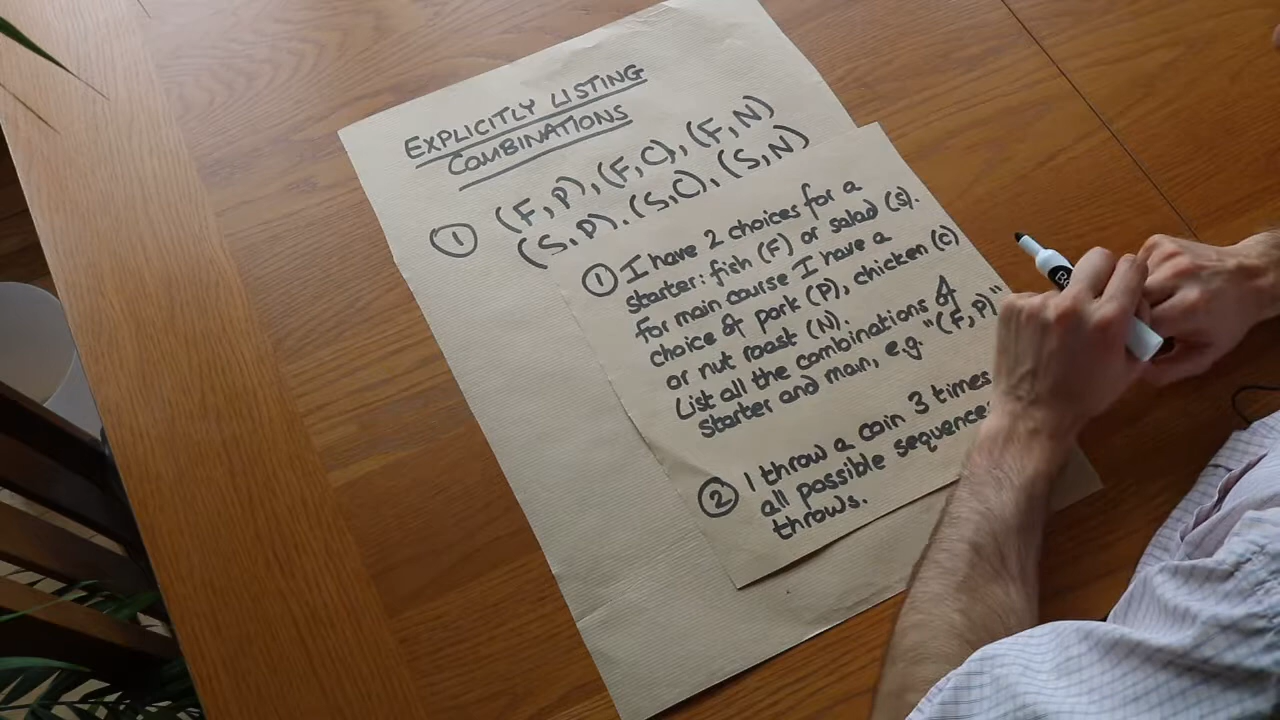 EXPLICITLY LISTING
COMBINATIONS
① (F,P),(F,C),(F,N)
(S,P).(S,C),(S,N)
① I have 2 choices for a
starter: fish (F) or salad (S).
for main course I have a
choice of pork (P), chicken (C)
or nut roast (N).
List all the combinations of
starter and main, e.g. "(F,P)"
② I throw a coin 3 times
all possible sequence
throws.